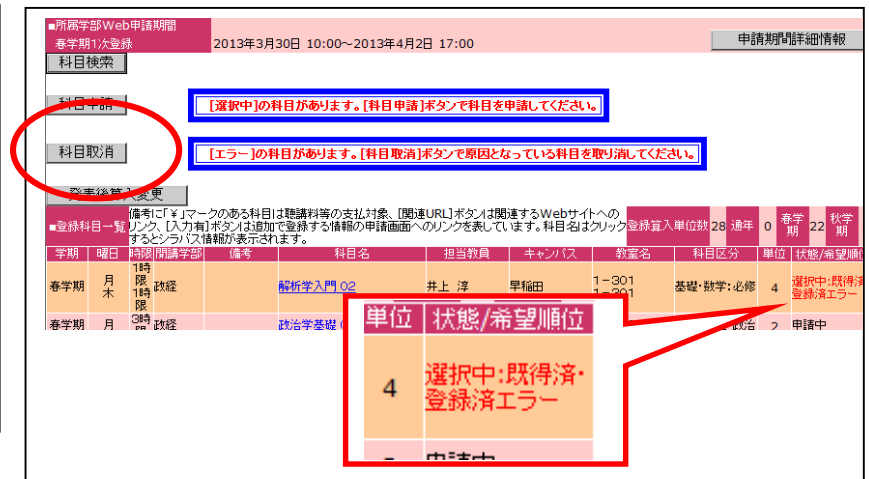 ■所属学部Web申請期間
春学期1次登録 2013年3月30日 10:00～2013年4月2日 17:00 申請期間詳細情報
科目検索
科目申請 [選択中]の科目があります。[科目申請]ボタンで科目を申請してください。
科目取消 [エラー]の科目があります。[科目取消]ボタンで原因となっている科目を取り消してください。
発表後算入変更
■登録科目一覧 備考に「￥」マークのある科目は聴講料等の支払対象、[関連URL]ボタンは関連するWebサイトへの
リンク、[入力有]ボタンは追加で登録する情報の申請画面へのリンクを表しています。科目名はクリック
するとシラバス情報が表示されます。
登録算入単位数 28 通年 0 春学期 22 秋学期
学期 曜日 時限 開講学部 備考 科目名 担当教員 キャンパス 教室名 科目区分 単位 状態/希望順位
春学期 月 1時限 政経 解析学入門 02 井上 淳 早稲田 1-301 基礎・数学:必修 4 選択中:既得済
木 1時限 1-301 登録済エラー
春学期 月 3時 政経 政治学基礎 政治 2 申請中
単位 状態/希望順位
4 選択中:既得済・
登録済エラー
申請中